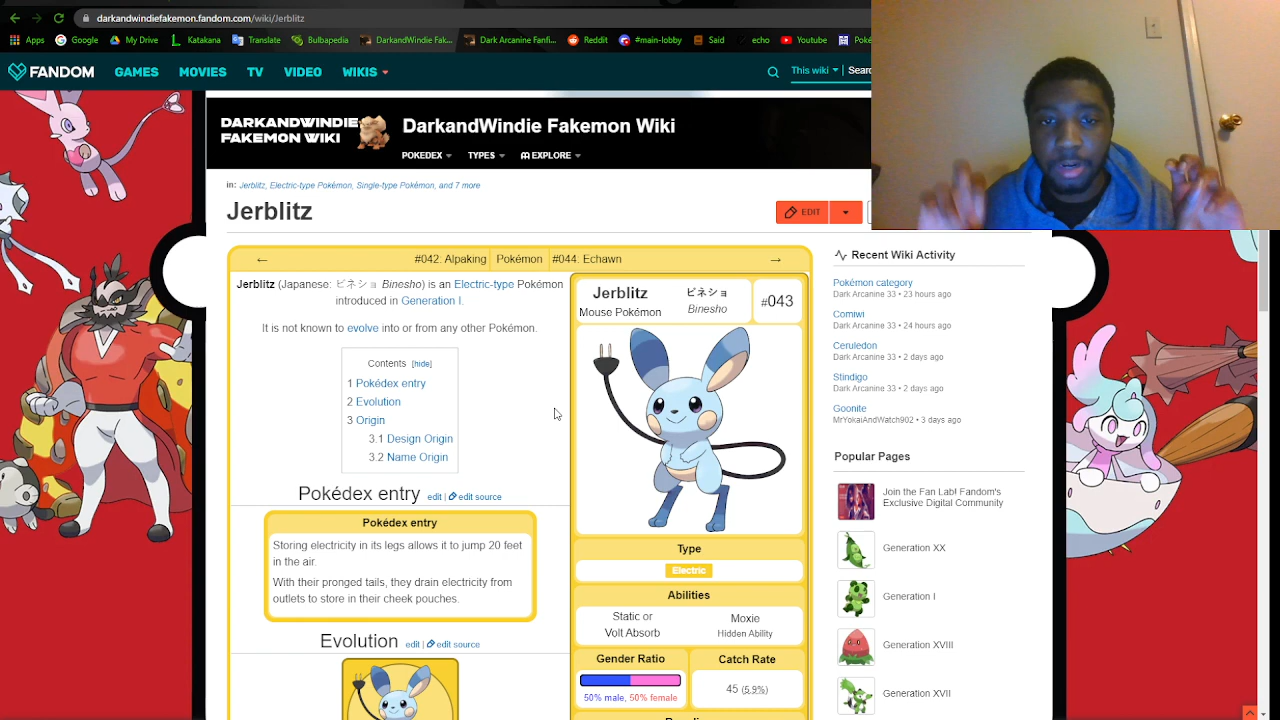 darkandwindiefakemon.com/wiki/Jerblitz
Apps Google My Drive Katakana Translate Bulbapedia DarkandWindie Fak... Dark Arcanine Fanfi... Reddit #main-lobby Said echo Youtube Poké
FANDOM GAMES MOVIES TV VIDEO WIKIS This wiki Searc
DARKANDWINDIE
FAKEMON WIKI
DarkandWindie Fakemon Wiki
POKEDEX TYPES EXPLORE
in: Jerblitz, Electric-type Pokémon, Single-type Pokémon, and 7 more
Jerblitz
EDIT
← #042: Alpaking Pokémon #044: Echawn →
Jerblitz (Japanese: ビネショ Binesho) is an Electric-type Pokémon
introduced in Generation I.
It is not known to evolve into or from any other Pokémon.
Contents [hide]
1 Pokédex entry
2 Evolution
3 Origin
3.1 Design Origin
3.2 Name Origin
Pokédex entry edit | edit source
Pokédex entry
Storing electricity in its legs allows it to jump 20 feet
in the air.
With their pronged tails, they drain electricity from
outlets to store in their cheek pouches.
Evolution edit | edit source
Jerblitz
Mouse Pokémon
ビネショ
Binesho
#043
Type
Electric
Abilities
Static or
Volt Absorb
Moxie
Hidden Ability
Gender Ratio
50% male, 50% female
Catch Rate
45 (5.9%)
Recent Wiki Activity
Pokémon category
Dark Arcanine 33 • 23 hours ago
Comiwi
Dark Arcanine 33 • 24 hours ago
Ceruledon
Dark Arcanine 33 • 2 days ago
Stindigo
Dark Arcanine 33 • 2 days ago
Goonite
MrYokaiAndWatch902 • 3 days ago
Popular Pages
Join the Fan Lab! Fandom's
Exclusive Digital Community
Generation XX
Generation I
Generation XVIII
Generation XVII